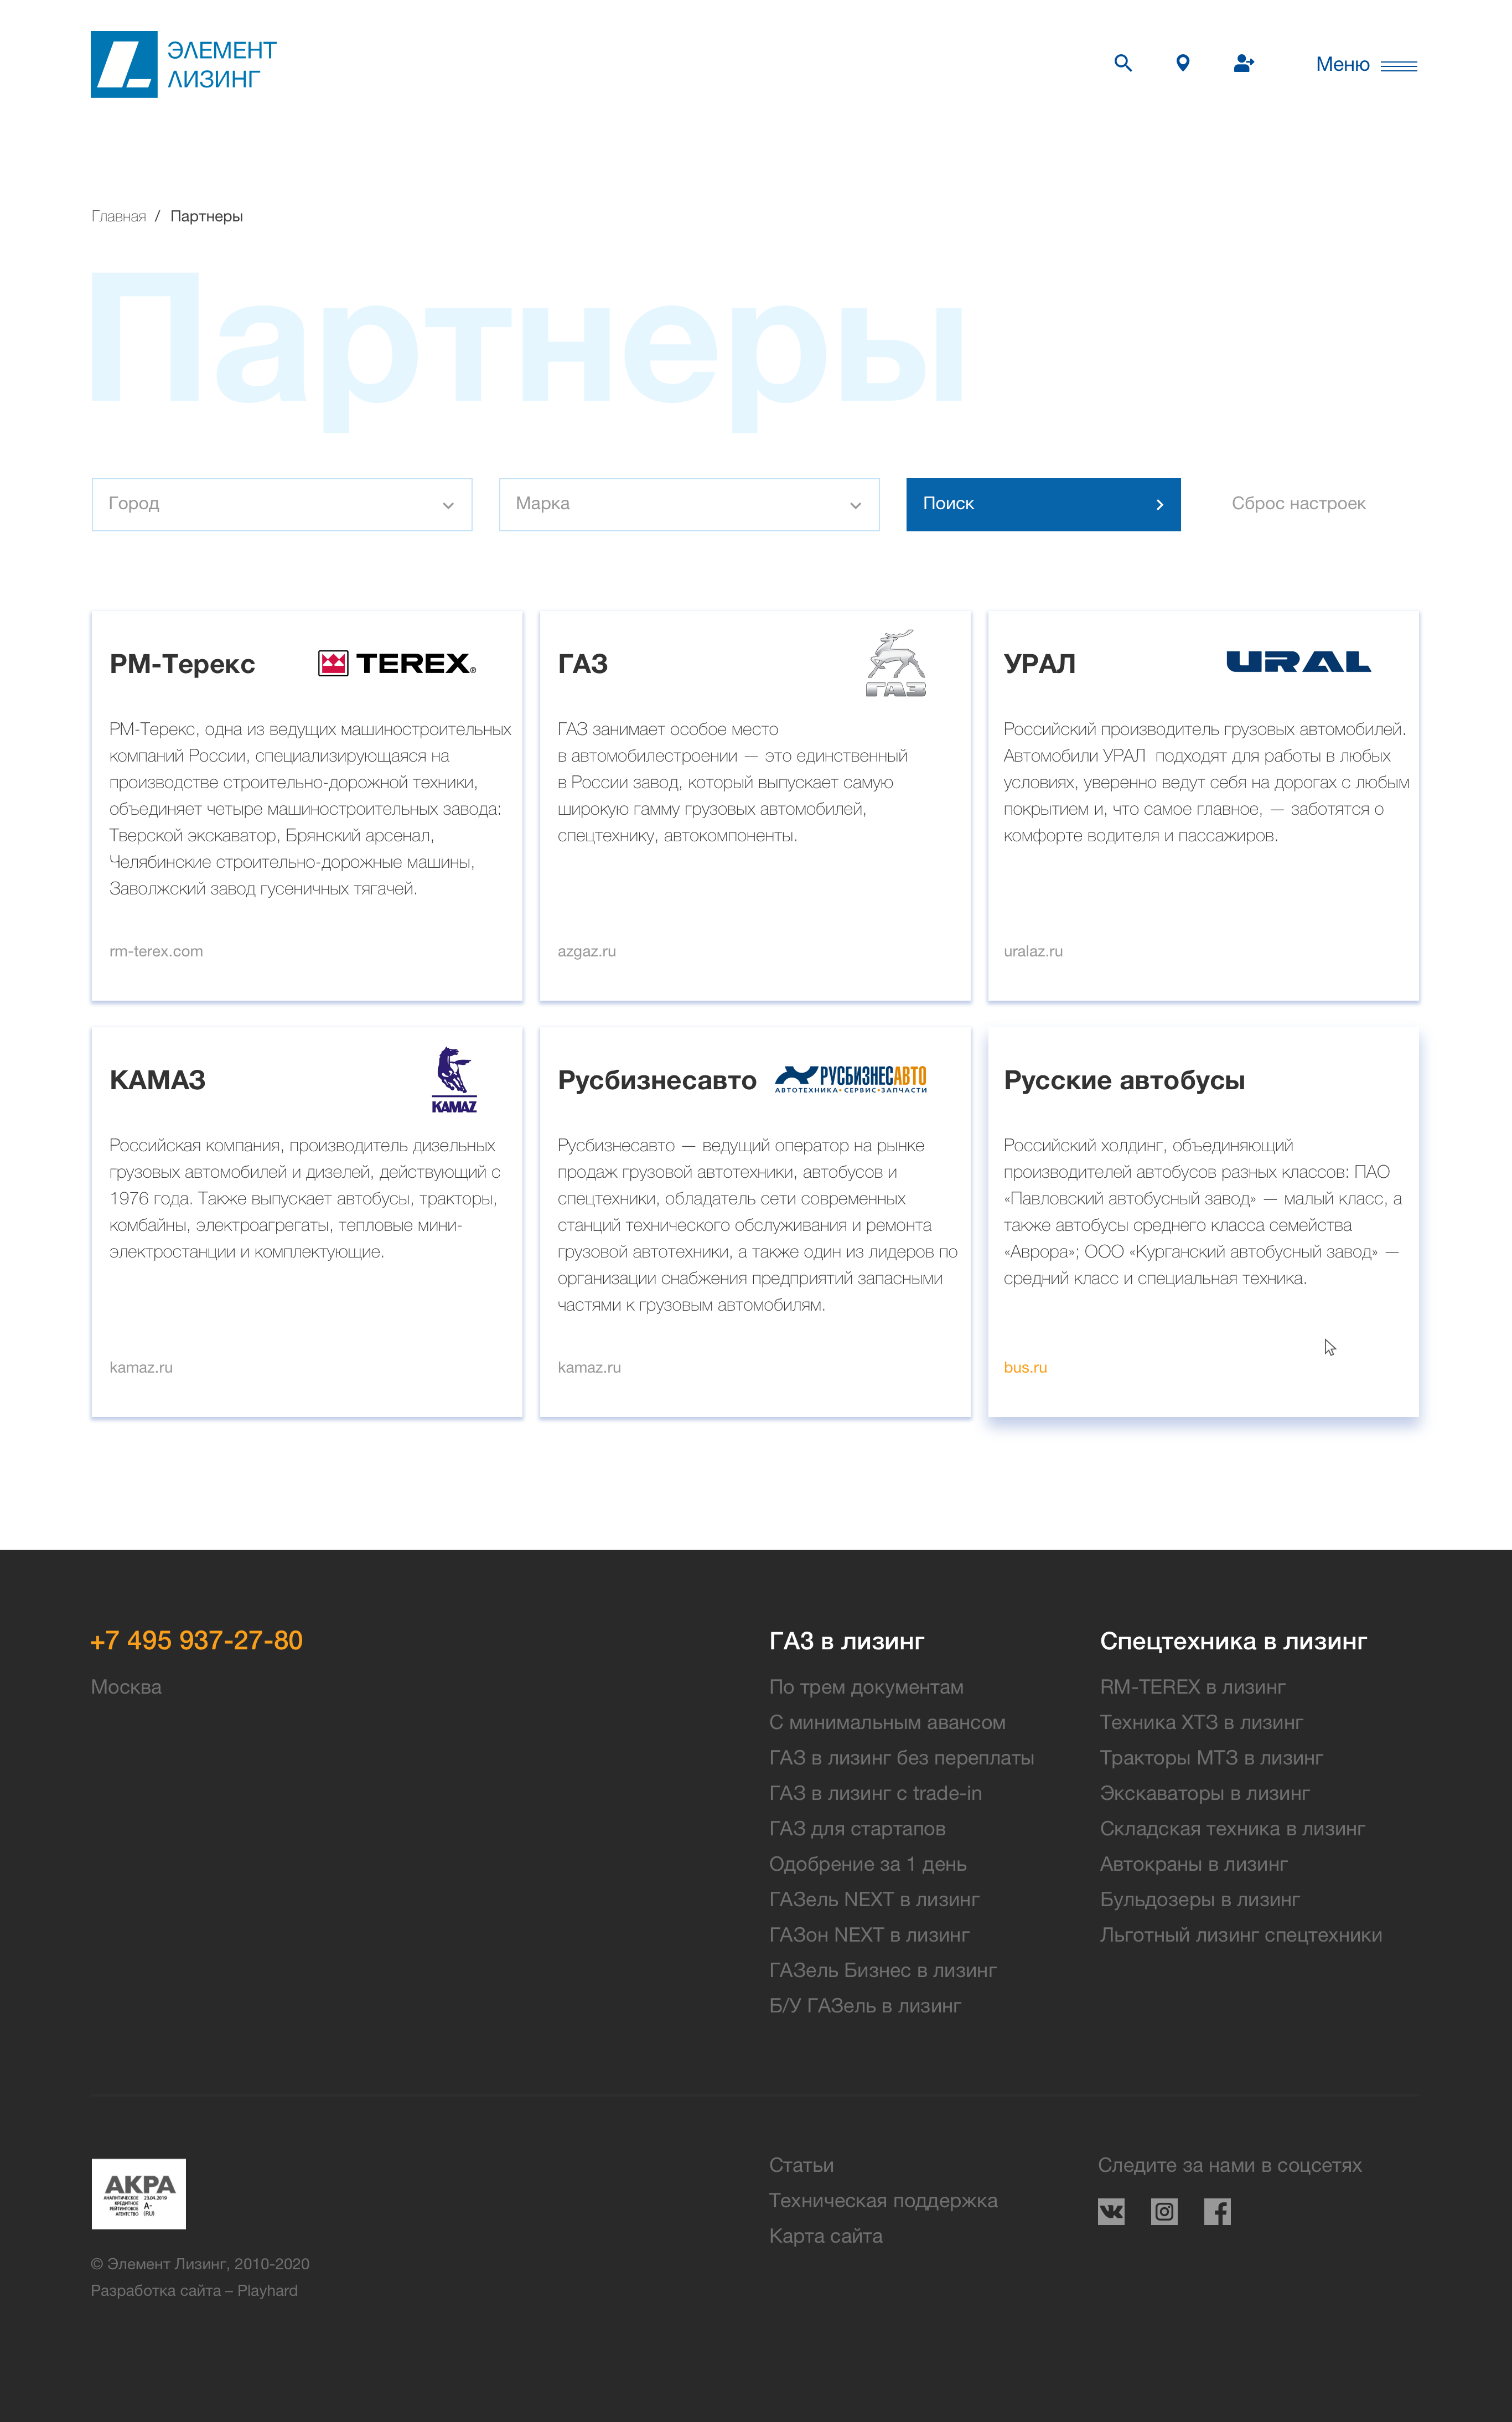 ЭЛЕМЕНТ
ЛИЗИНГ
Меню
Главная / Партнеры
Партнеры
Город
Марка
Поиск
Сброс настроек
РМ-Терекс
TEREX®
РМ-Терекс, одна из ведущих машиностроительных
компаний России, специализирующаяся на
производстве строительно-дорожной техники,
объединяет четыре машиностроительных завода:
Тверской экскаватор, Брянский арсенал,
Челябинские строительно-дорожные машины,
Заволжский завод гусеничных тягачей.
rm-terex.com
ГАЗ
ГАЗ
ГАЗ занимает особое место
в автомобилестроении — это единственный
в России завод, который выпускает самую
широкую гамму грузовых автомобилей,
спецтехнику, автокомпоненты.
azgaz.ru
УРАЛ
URAL
Российский производитель грузовых автомобилей.
Автомобили УРАЛ  подходят для работы в любых
условиях, уверенно ведут себя на дорогах с любым
покрытием и, что самое главное, — заботятся о
комфорте водителя и пассажиров.
uralaz.ru
КАМАЗ
KAMAZ
Российская компания, производитель дизельных
грузовых автомобилей и дизелей, действующий с
1976 года. Также выпускает автобусы, тракторы,
комбайны, электроагрегаты, тепловые мини-
электростанции и комплектующие.
kamaz.ru
Русбизнесавто
РУСБИЗНЕСАВТО
АВТОТЕХНИКА•СЕРВИС•ЗАПЧАСТИ
Русбизнесавто — ведущий оператор на рынке
продаж грузовой автотехники, автобусов и
спецтехники, обладатель сети современных
станций технического обслуживания и ремонта
грузовой автотехники, а также один из лидеров по
организации снабжения предприятий запасными
частями к грузовым автомобилям.
kamaz.ru
Русские автобусы
Российский холдинг, объединяющий
производителей автобусов разных классов: ПАО
«Павловский автобусный завод» — малый класс, а
также автобусы среднего класса семейства
«Аврора»; ООО «Курганский автобусный завод» —
средний класс и специальная техника.
bus.ru
+7 495 937-27-80
Москва
ГАЗ в лизинг
По трем документам
С минимальным авансом
ГАЗ в лизинг без переплаты
ГАЗ в лизинг с trade-in
ГАЗ для стартапов
Одобрение за 1 день
ГАЗель NEXT в лизинг
ГАЗон NEXT в лизинг
ГАЗель Бизнес в лизинг
Б/У ГАЗель в лизинг
Спецтехника в лизинг
RM-TEREX в лизинг
Техника ХТЗ в лизинг
Тракторы МТЗ в лизинг
Экскаваторы в лизинг
Складская техника в лизинг
Автокраны в лизинг
Бульдозеры в лизинг
Льготный лизинг спецтехники
АКРА
АНАЛИТИЧЕСКОЕ 23.04.2019
КРЕДИТНОЕ A-
РЕЙТИНГОВОЕ (RU)
АГЕНТСТВО
© Элемент Лизинг, 2010-2020
Разработка сайта – Playhard
Статьи
Техническая поддержка
Карта сайта
Следите за нами в соцсетях